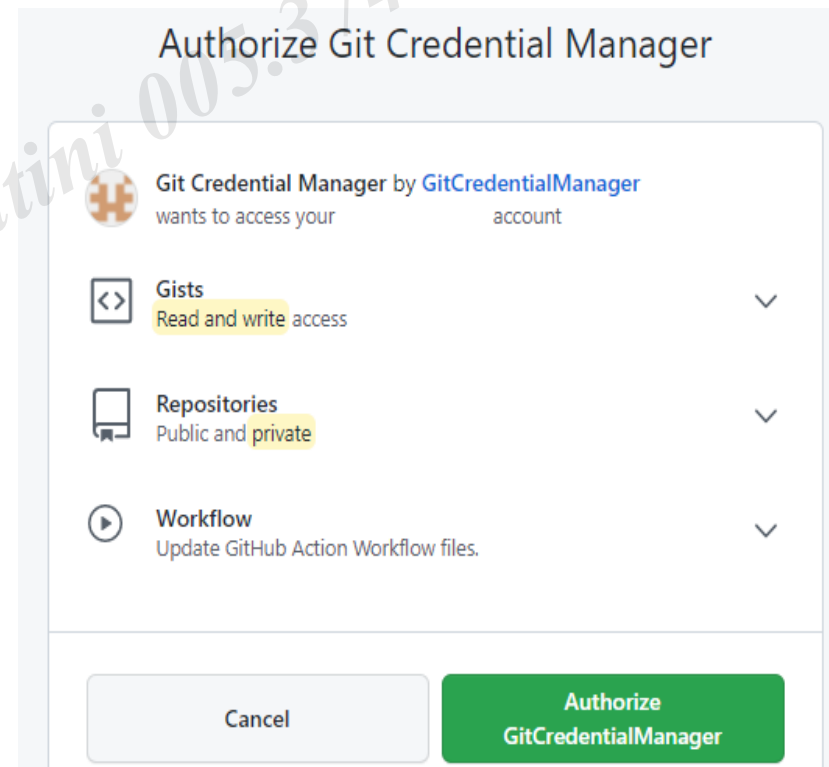 Authorize Git Credential Manager
Git Credential Manager by GitCredentialManager
wants to access your account
Gists
Read and write access
Repositories
Public and private
Workflow
Update GitHub Action Workflow files.
Cancel
Authorize
GitCredentialManager